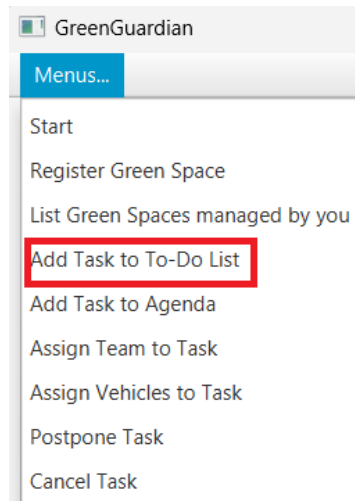 GreenGuardian
Menus...
Start
Register Green Space
List Green Spaces managed by you
Add Task to To-Do List
Add Task to Agenda
Assign Team to Task
Assign Vehicles to Task
Postpone Task
Cancel Task